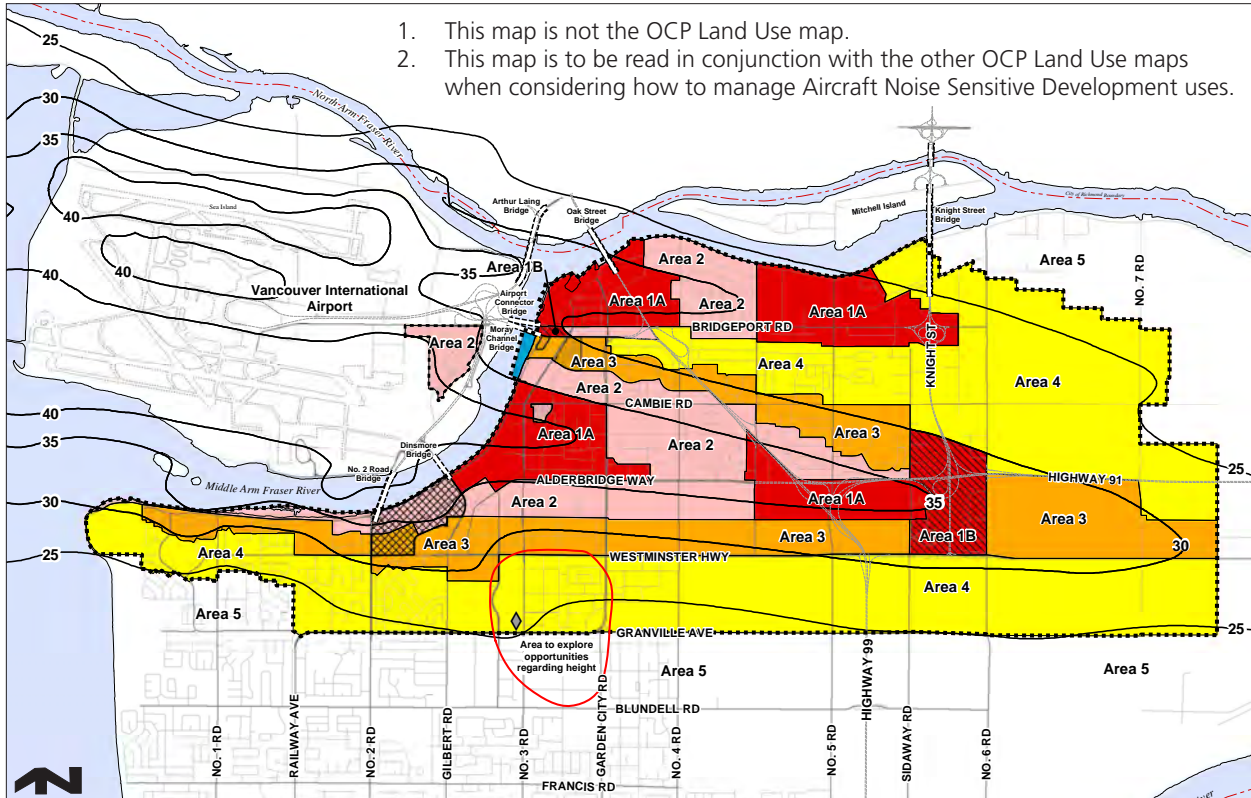 1. This map is not the OCP Land Use map.
2. This map is to be read in conjunction with the other OCP Land Use maps
when considering how to manage Aircraft Noise Sensitive Development uses.
25
30
35
40
40
40
35
North Arm Fraser River
Sea Island
Vancouver International
Airport
Arthur Laing
Bridge
Oak Street
Bridge
Area 1B
Airport
Connector
Bridge
Moray
Channel
Bridge
Mitchell Island
Knight Street
Bridge
City of Richmond Boundary
Area 2
Area 2
Area 1A
Area 1A
Area 5
NO. 7 RD
BRIDGEPORT RD
KNIGHT ST
Area 2
Area 3
Area 4
Area 4
Area 2
CAMBIE RD
Area 1A
Area 2
Area 3
40
35
Dinsmore
Bridge
No. 2 Road
Bridge
Middle Arm Fraser River
ALDERBRIDGE WAY
HIGHWAY 91
25
30
25
Area 2
Area 1A
35
Area 1B
Area 3
30
Area 4
Area 3
Area 3
WESTMINSTER HWY
Area 4
Area 5
GRANVILLE AVE
25
Area to explore
opportunities
regarding height
Area 5
Area 5
BLUNDELL RD
NO. 1 RD
RAILWAY AVE
NO. 2 RD
GILBERT RD
NO. 3 RD
GARDEN CITY RD
NO. 4 RD
NO. 5 RD
HIGHWAY 99
SIDAWAY RD
NO. 6 RD
FRANCIS RD
N